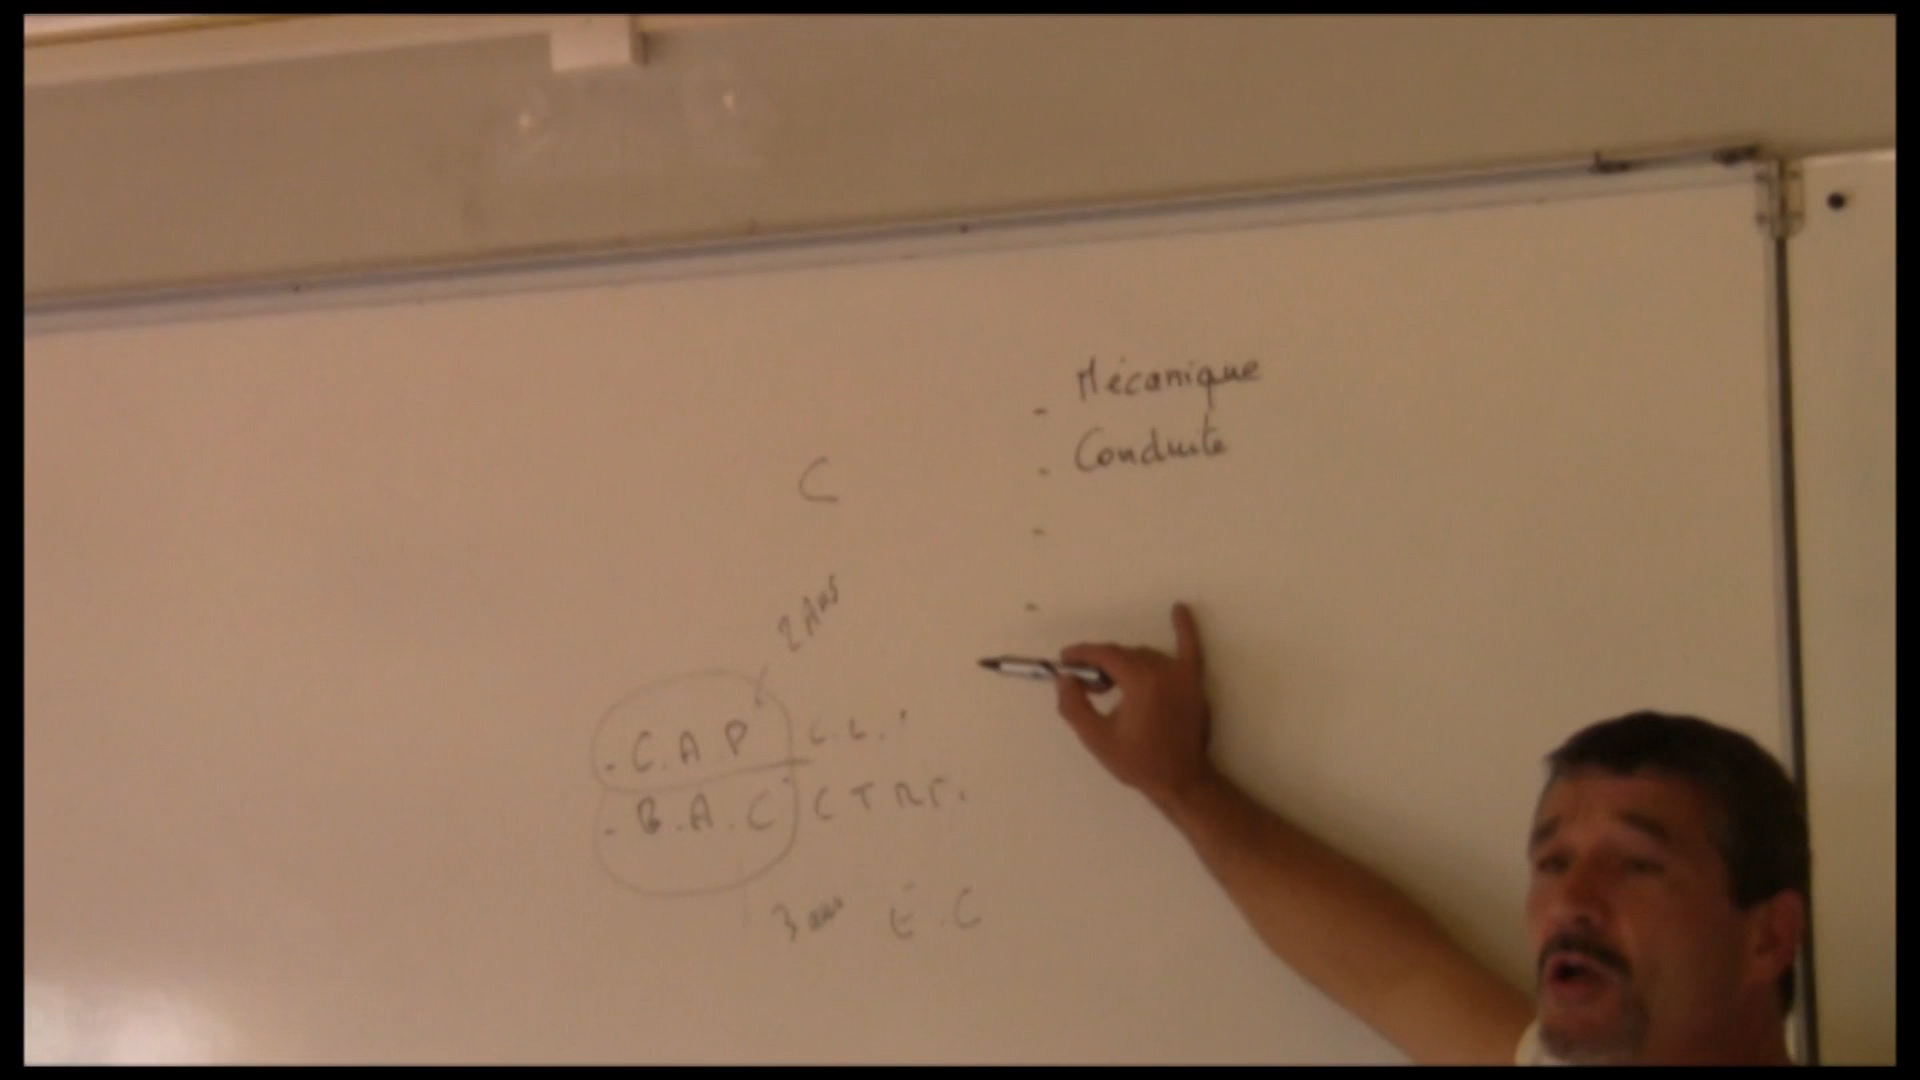 - Mécanique
- Conduite
-
-
C
2 Ans
- C.A.P
- B.A.C C T R T.
3 ans E.C